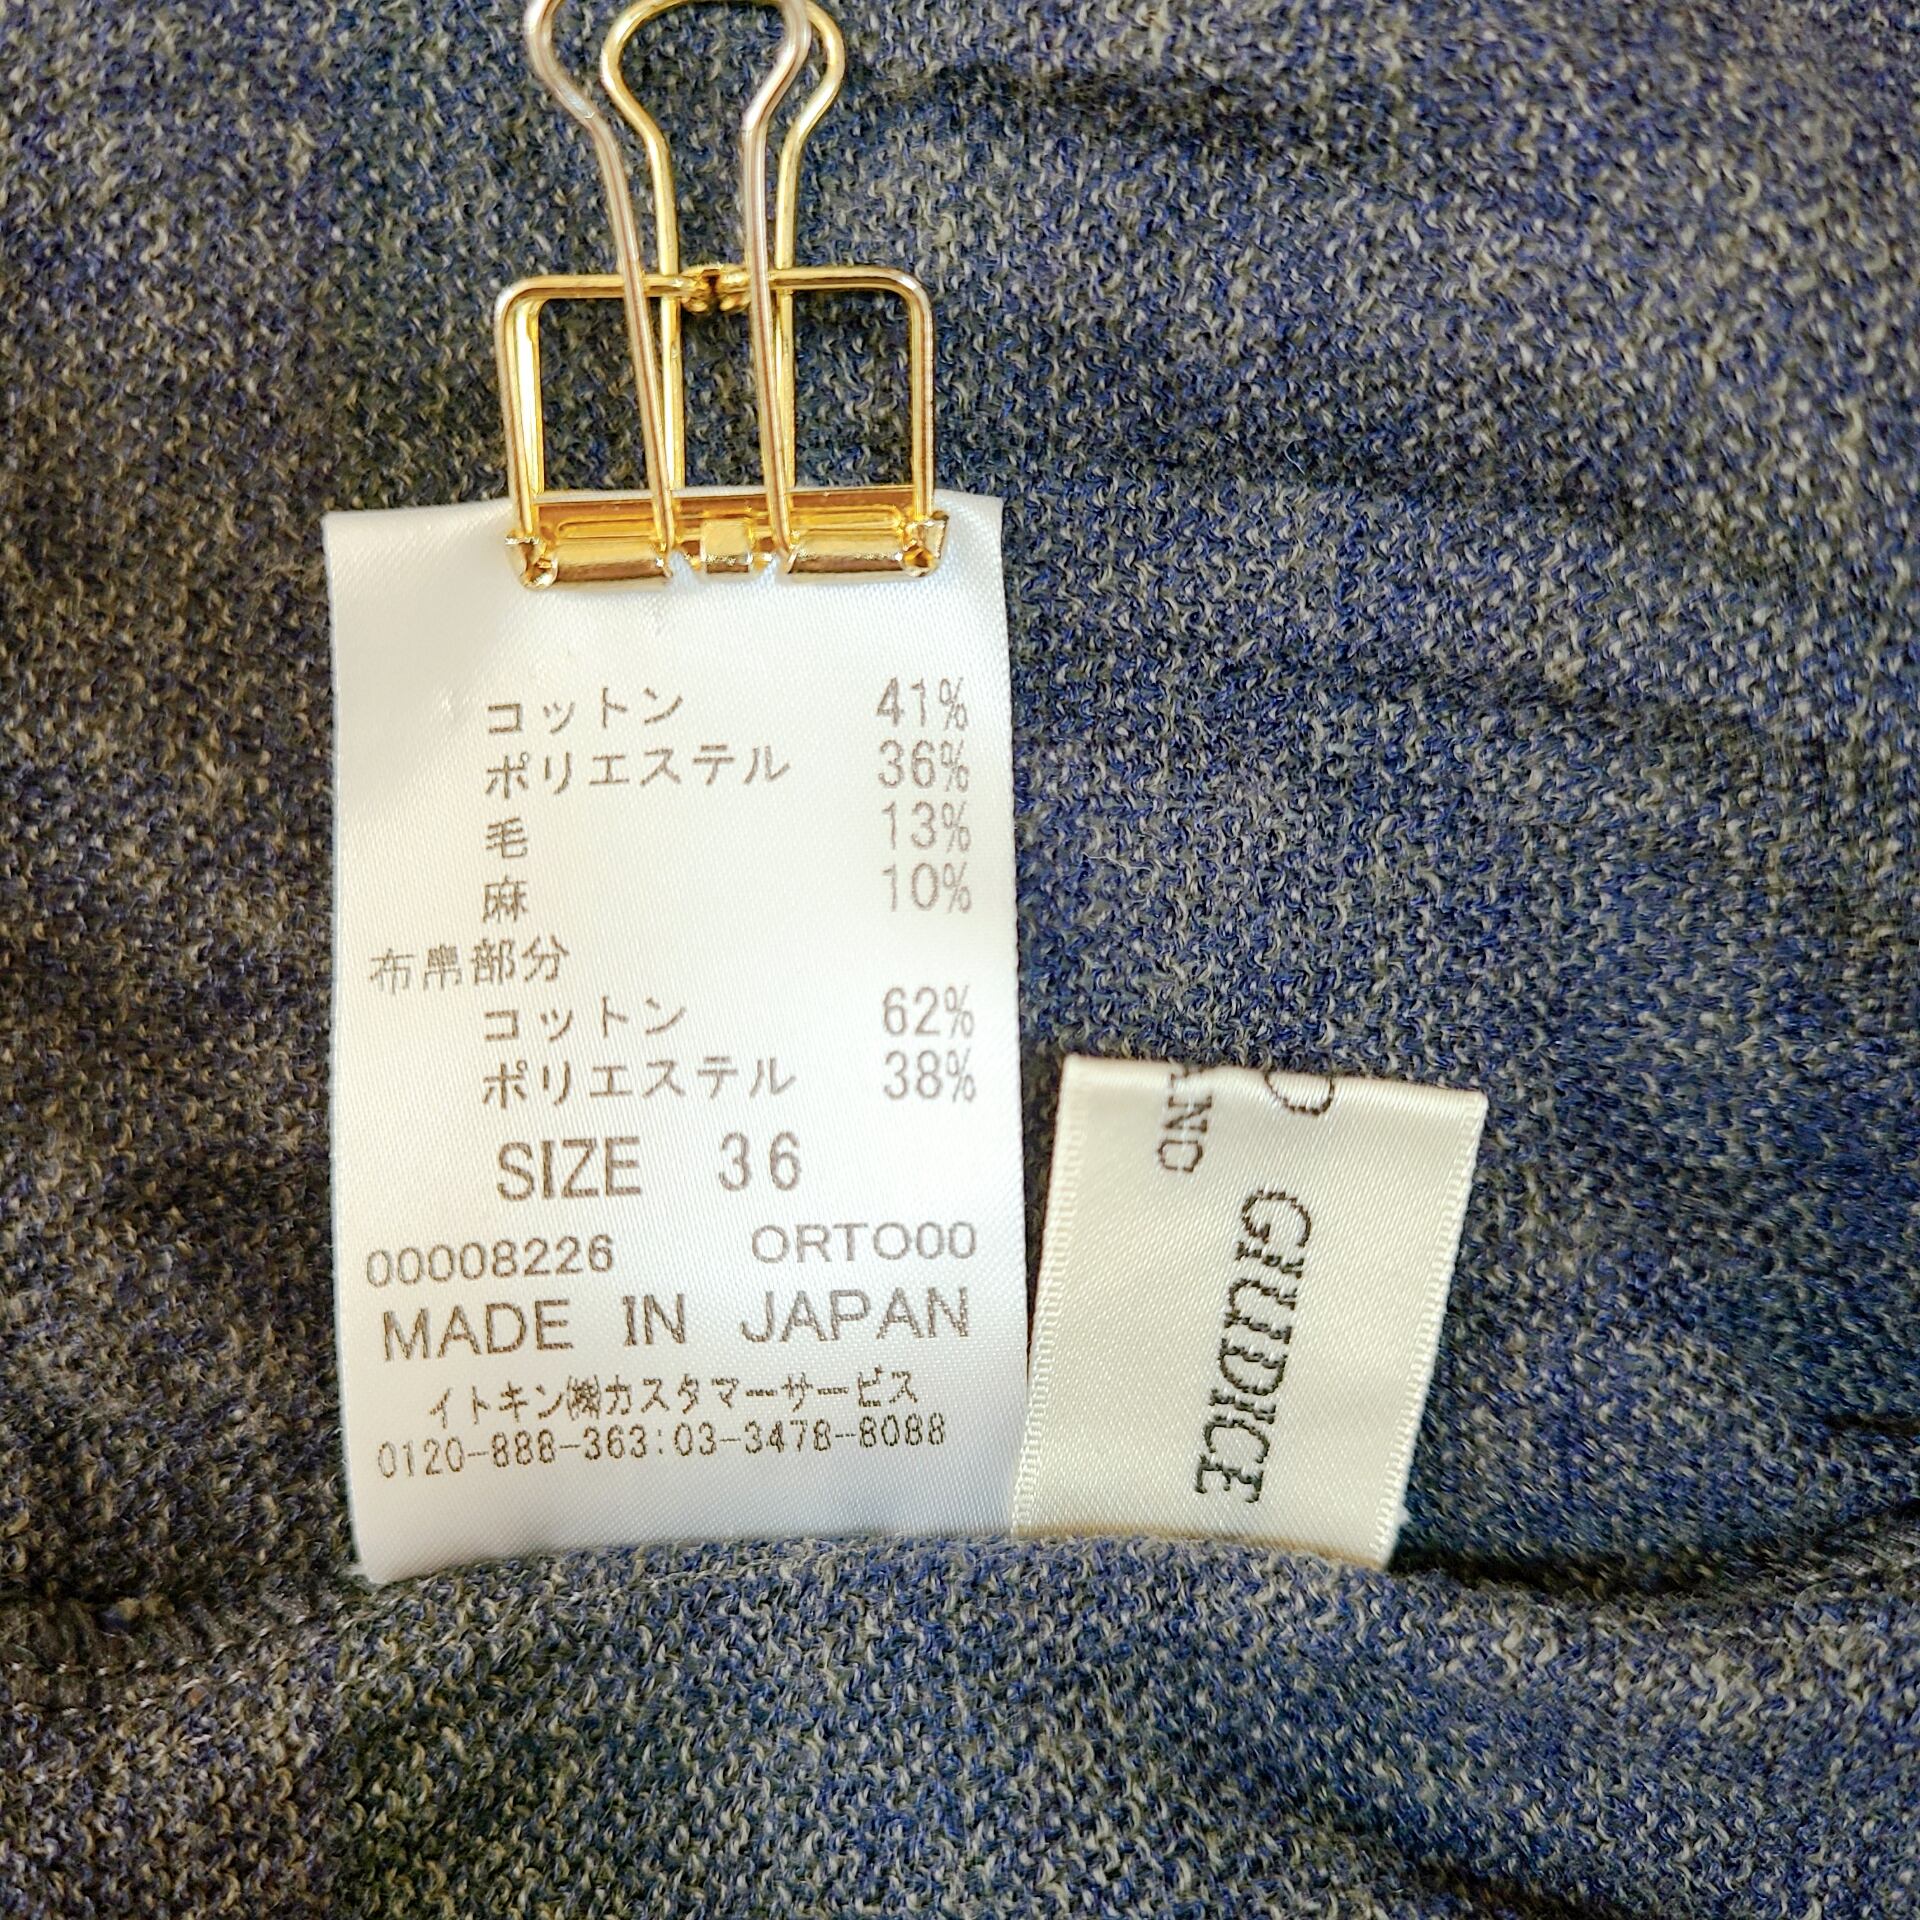 コットン 41%
ポリエステル 36%
毛 13%
麻 10%
布帛部分
コットン 62%
ポリエステル 38%
SIZE 36
00008226 ORTO00
MADE IN JAPAN
イトキン㈱カスタマーサービス
0120-888-363:03-3478-8088
GIUDICE